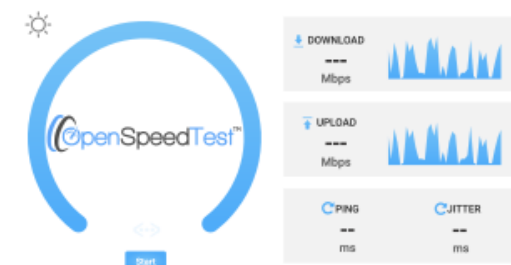 OpenSpeedTest™
Start
DOWNLOAD
---
Mbps
UPLOAD
---
Mbps
PING
--
ms
JITTER
--
ms